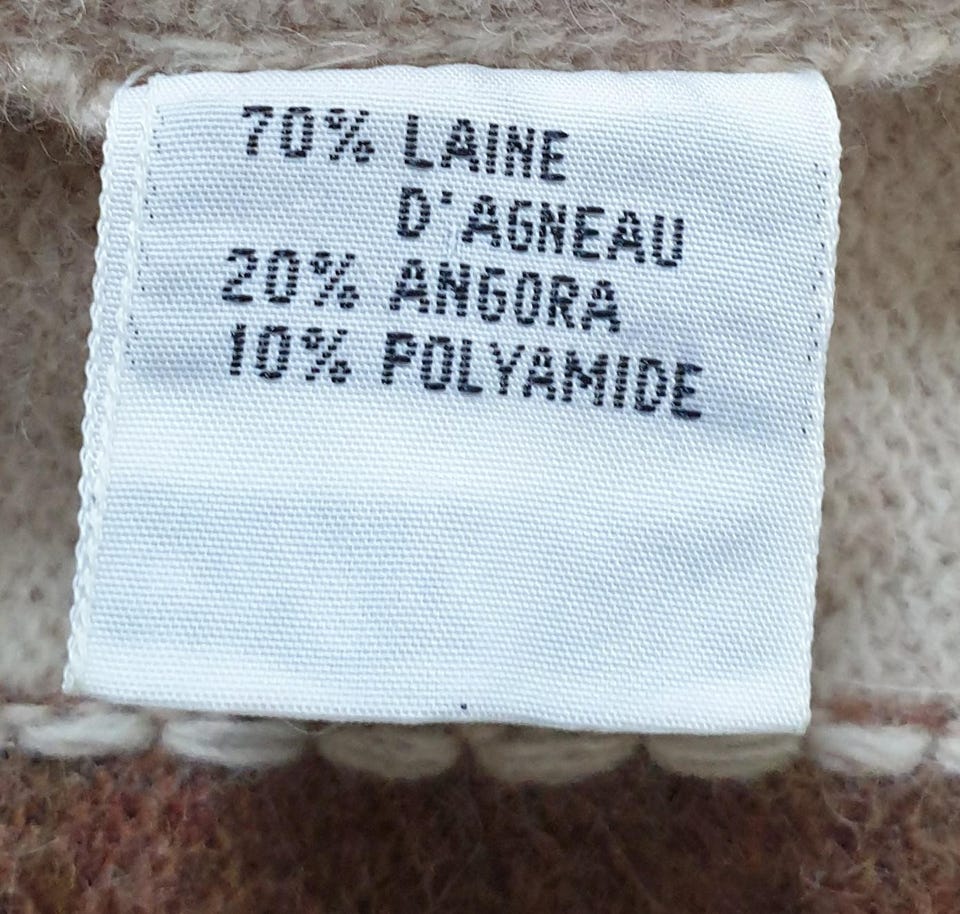 70% LAINE
D'AGNEAU
20% ANGORA
10% POLYAMIDE